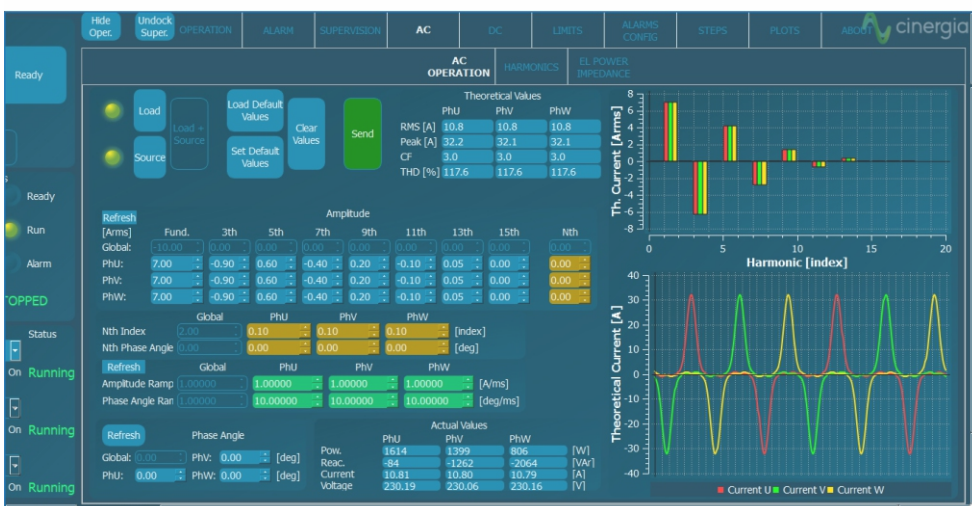 Hide Oper.
Undock Super.
OPERATION
ALARM
SUPERVISION
AC
DC
LIMITS
ALARMS CONFIG
STEPS
PLOTS
ABOUT
cinergia
AC OPERATION
HARMONICS
EL POWER IMPEDANCE
Ready
Ready
Run
Alarm
TOPPED
Status
On Running
On Running
On Running
Load
Source
Load + Source
Load Default Values
Set Default Values
Clear Values
Send
Theoretical Values
PhU PhV PhW
RMS [A] 10.8 10.8 10.8
Peak [A] 32.2 32.1 32.1
CF 3.0 3.0 3.0
THD [%] 117.6 117.6 117.6
Refresh
Amplitude
[Arms] Fund. 3th 5th 7th 9th 11th 13th 15th Nth
Global: -10.00 0.00 0.00 0.00 0.00 0.00 0.00 0.00 0.00
PhU: 7.00 -0.90 0.60 -0.40 0.20 -0.10 0.05 0.00 0.00
PhV: 7.00 -0.90 0.60 -0.40 0.20 -0.10 0.05 0.00 0.00
PhW: 7.00 -0.90 0.60 -0.40 0.20 -0.10 0.05 0.00 0.00
Global PhU PhV PhW
Nth Index 2.00 0.10 0.10 0.10 [index]
Nth Phase Angle 0.00 0.00 0.00 0.00 [deg]
Refresh Global PhU PhV PhW
Amplitude Ramp 1.00000 1.00000 1.00000 1.00000 [A/ms]
Phase Angle Ran 1.00000 10.00000 10.00000 10.00000 [deg/ms]
Refresh Phase Angle
Global: 0.00 PhV: 0.00 [deg]
PhU: 0.00 PhW: 0.00 [deg]
Actual Values
PhU PhV PhW
Pow. 1614 1399 806 [W]
Reac. -84 -1262 -2064 [VAr]
Current 10.81 10.80 10.79 [A]
Voltage 230.19 230.06 230.16 [V]
Th. Current [Arms]
8
6
4
2
0
-2
-4
-6
-8
0 5 10 15 20
Harmonic [index]
Theoretical Current [A]
40
30
20
10
0
-10
-20
-30
-40
Current U Current V Current W